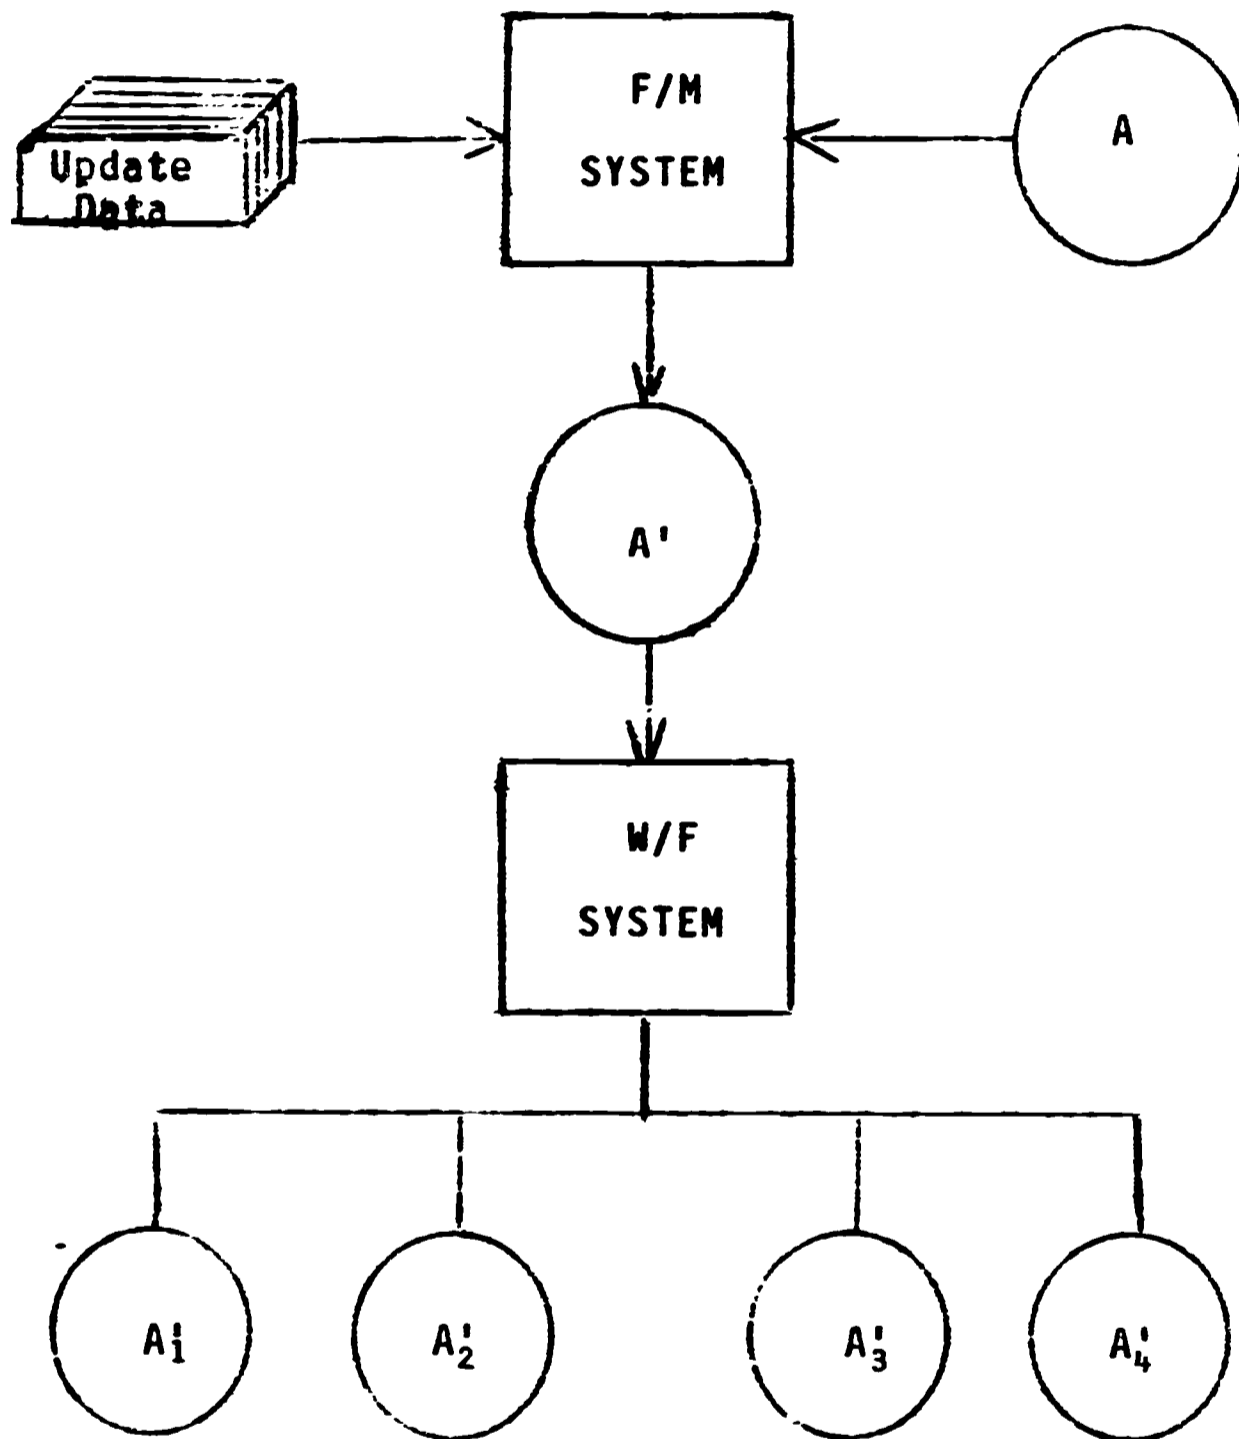 F/M
SYSTEM
A
Update
Data
A'
W/F
SYSTEM
A'₁
A'₂
A'₃
A'₄